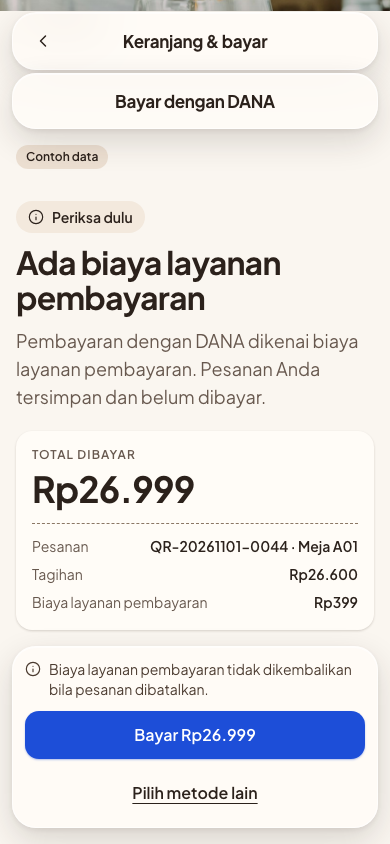 Keranjang & bayar
Bayar dengan DANA
Contoh data
Periksa dulu
Ada biaya layanan
pembayaran
Pembayaran dengan DANA dikenai biaya
layanan pembayaran. Pesanan Anda
tersimpan dan belum dibayar.
TOTAL DIBAYAR
Rp26.999
Pesanan QR-20261101-0044 · Meja A01
Tagihan Rp26.600
Biaya layanan pembayaran Rp399
Biaya layanan pembayaran tidak dikembalikan
bila pesanan dibatalkan.
Bayar Rp26.999
Pilih metode lain